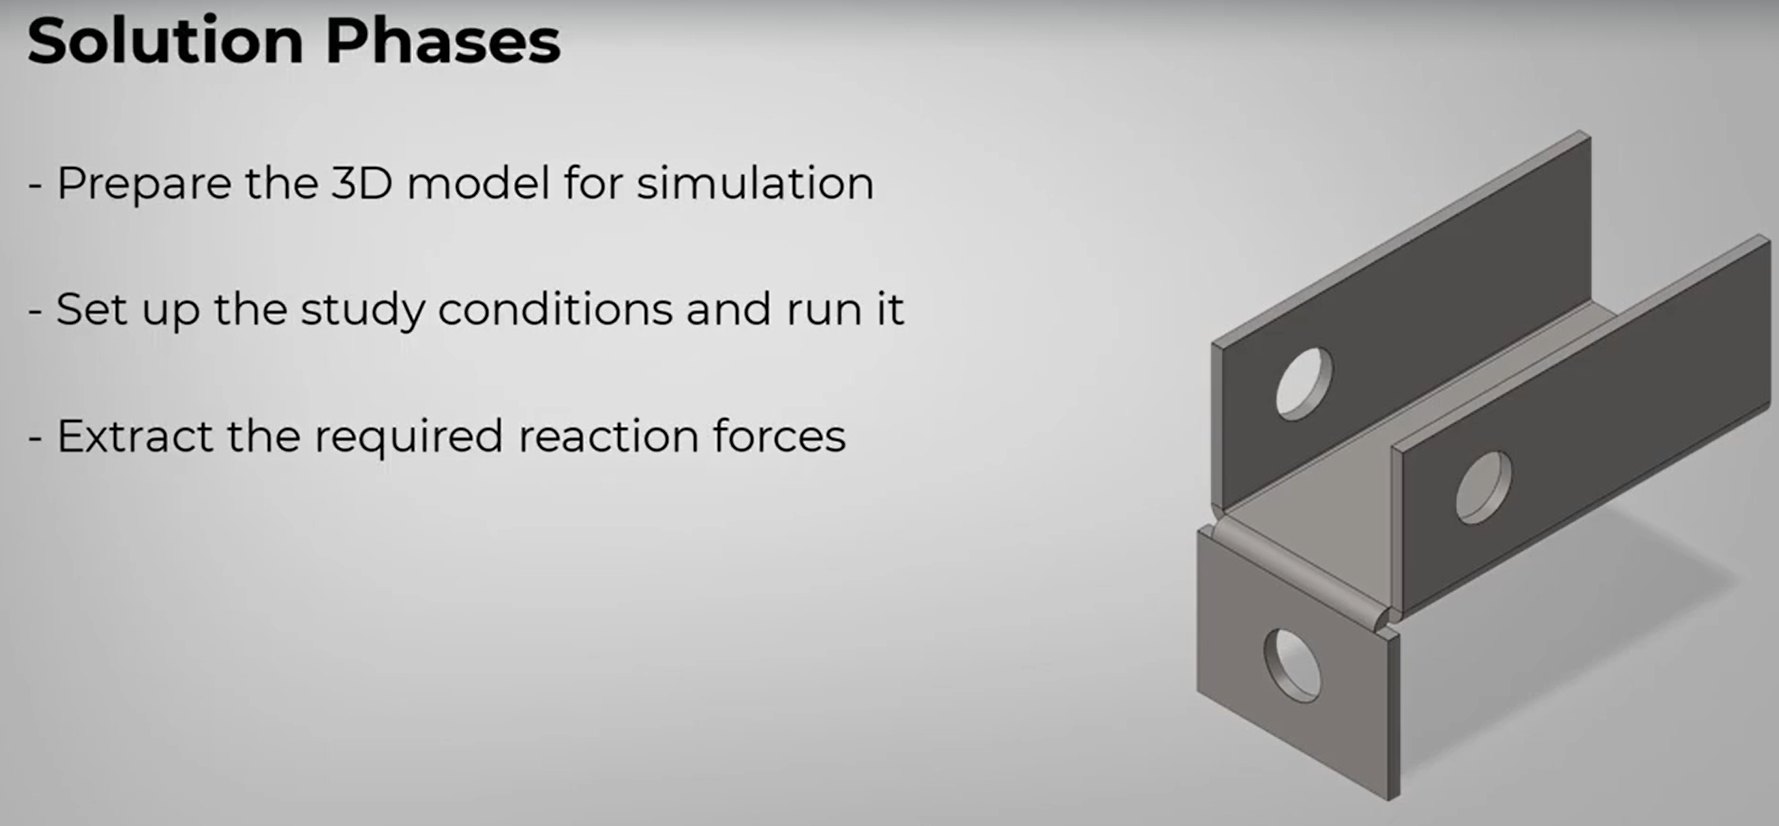 Solution Phases
- Prepare the 3D model for simulation
- Set up the study conditions and run it
- Extract the required reaction forces